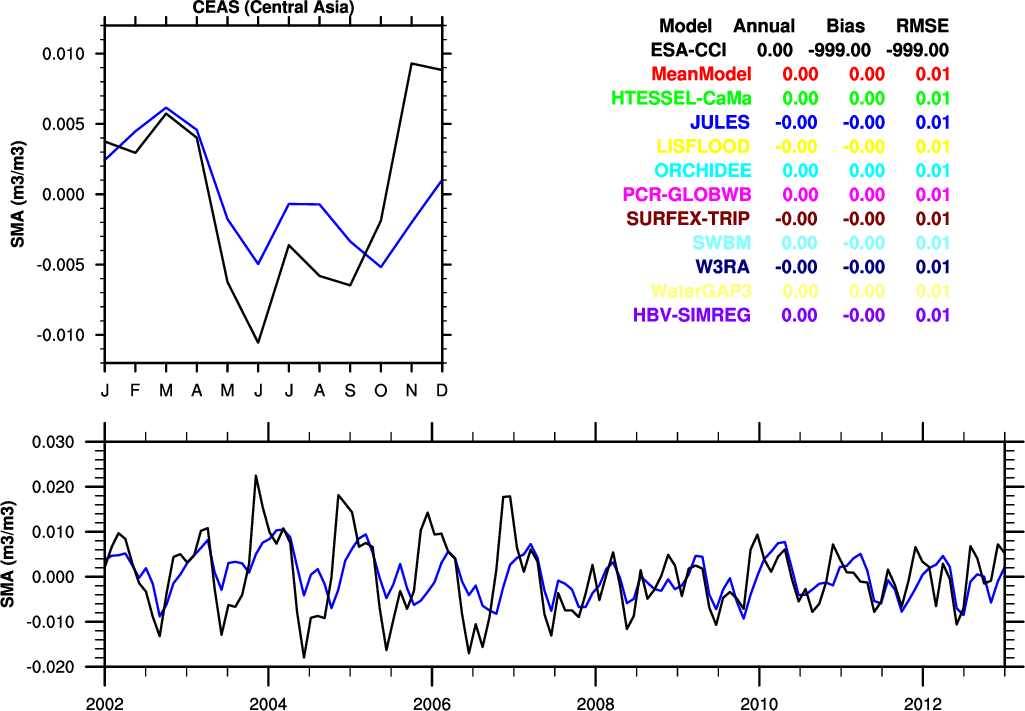 CEAS (Central Asia)
Model Annual Bias RMSE
ESA-CCI 0.00 -999.00 -999.00
MeanModel 0.00 0.00 0.01
HTESSEL-CaMa 0.00 0.00 0.01
JULES -0.00 -0.00 0.01
LISFLOOD -0.00 -0.00 0.01
ORCHIDEE 0.00 0.00 0.01
PCR-GLOBWB 0.00 0.00 0.01
SURFEX-TRIP -0.00 -0.00 0.01
SWBM 0.00 -0.00 0.01
W3RA -0.00 -0.00 0.01
WaterGAP3 0.00 0.00 0.01
HBV-SIMREG 0.00 -0.00 0.01
SMA (m3/m3)
0.010
0.005
0.000
-0.005
-0.010
J F M A M J J A S O N D
SMA (m3/m3)
0.030
0.020
0.010
0.000
-0.010
-0.020
2002 2004 2006 2008 2010 2012